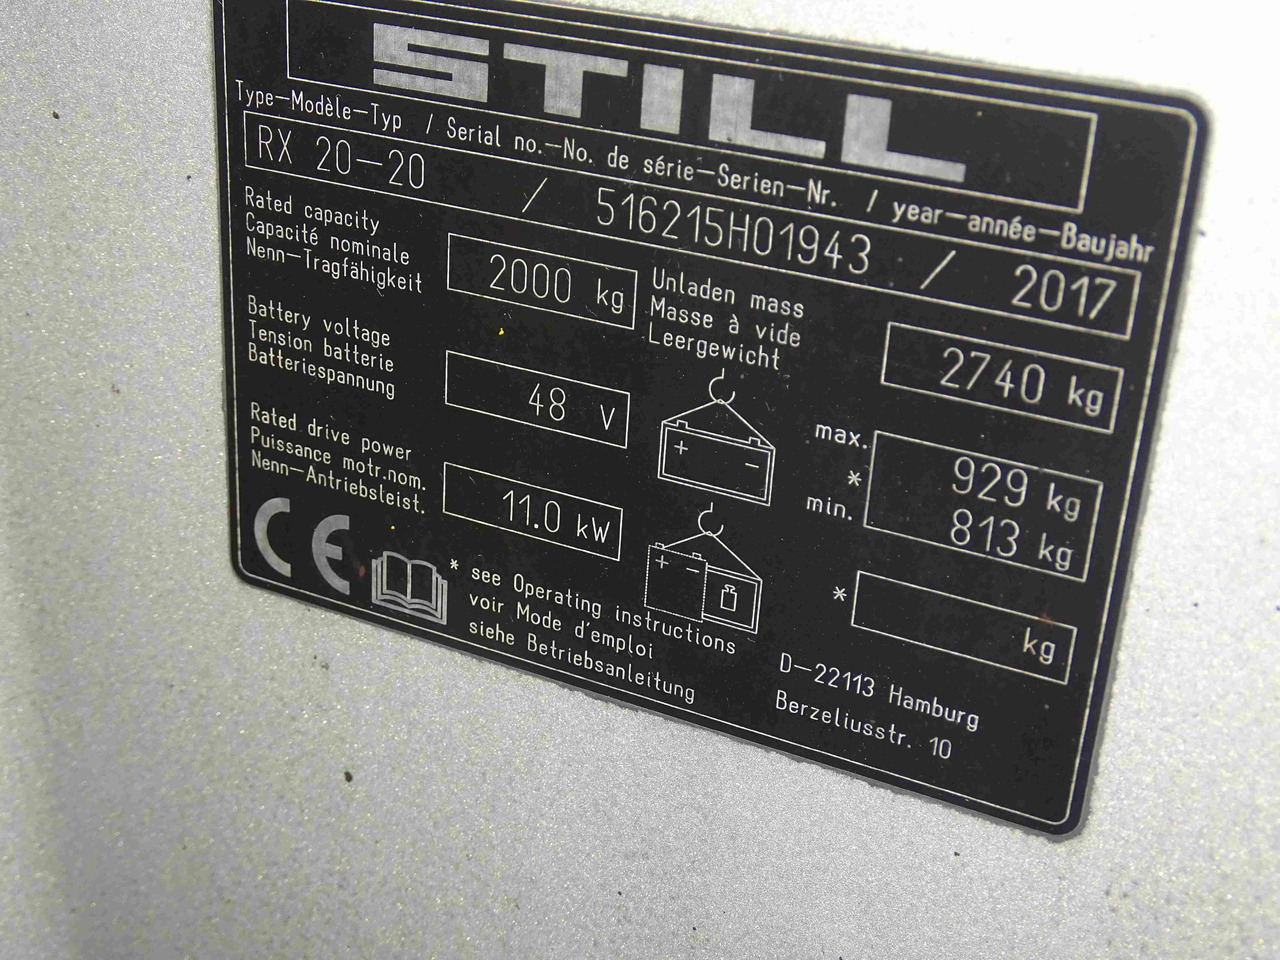 STILL
Type-Modèle-Typ / Serial no.-No. de série-Serien-Nr. / year-année-Baujahr
RX 20-20 / 516215H01943 / 2017
Rated capacity
Capacité nominale
Nenn-Tragfähigkeit
2000 kg
Unladen mass
Masse à vide
Leergewicht
2740 kg
Battery voltage
Tension batterie
Batteriespannung
48 V
+ -
max. 929 kg
*
min. 813 kg
Rated drive power
Puissance motr.nom.
Nenn-Antriebsleist.
11.0 kW
+ -
* kg
CE
* see Operating instructions
voir Mode d'emploi
siehe Betriebsanleitung
D-22113 Hamburg
Berzeliusstr. 10